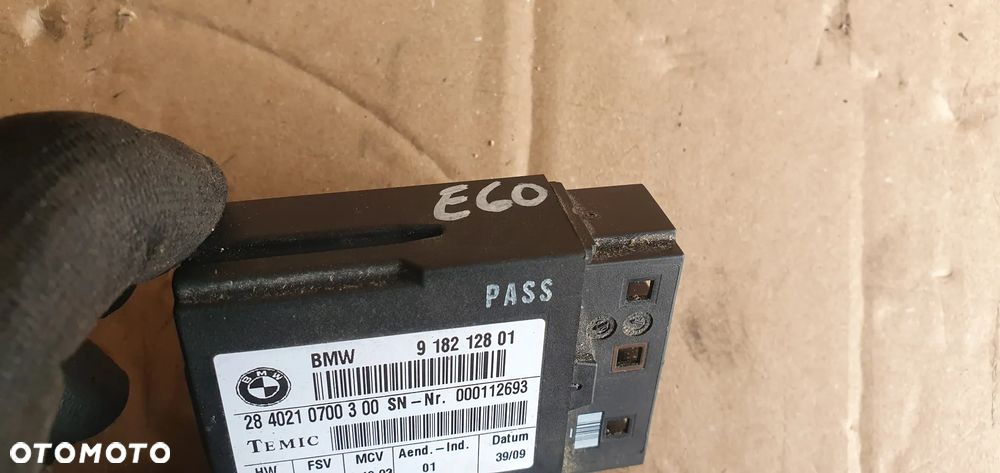 E60
PASS
BMW 9 182 128 01
BMW
28 4021 0700 3 00 SN-Nr. 000112693
TEMIC
HW FSV MCV Aend.-Ind. Datum
01 39/09
OTOMOTO